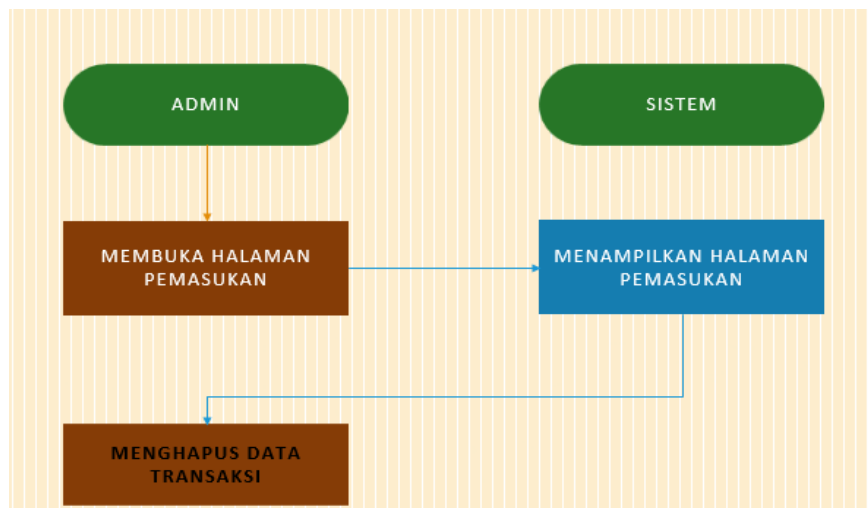 ADMIN
SISTEM
MEMBUKA HALAMAN
PEMASUKAN
MENAMPILKAN HALAMAN
PEMASUKAN
MENGHAPUS DATA
TRANSAKSI